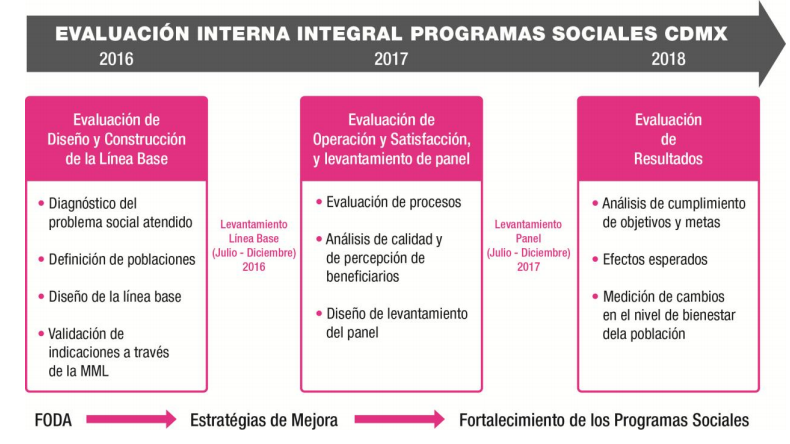 EVALUACIÓN INTERNA INTEGRAL PROGRAMAS SOCIALES CDMX
2016
2017
2018
Evaluación de
Diseño y Construcción
de la Línea Base
• Diagnóstico del
problema social atendido
• Definición de poblaciones
• Diseño de la línea base
• Validación de
indicaciones a través
de la MML
Levantamiento
Línea Base
(Julio - Diciembre)
2016
Evaluación de
Operación y Satisfacción,
y levantamiento de panel
• Evaluación de procesos
• Análisis de calidad y
de percepción de
beneficiarios
• Diseño de levantamiento
del panel
Levantamiento
Panel
(Julio - Diciembre)
2017
Evaluación
de
Resultados
• Análisis de cumplimiento
de objetivos y metas
• Efectos esperados
• Medición de cambios
en el nivel de bienestar
dela población
FODA
Estratégias de Mejora
Fortalecimiento de los Programas Sociales